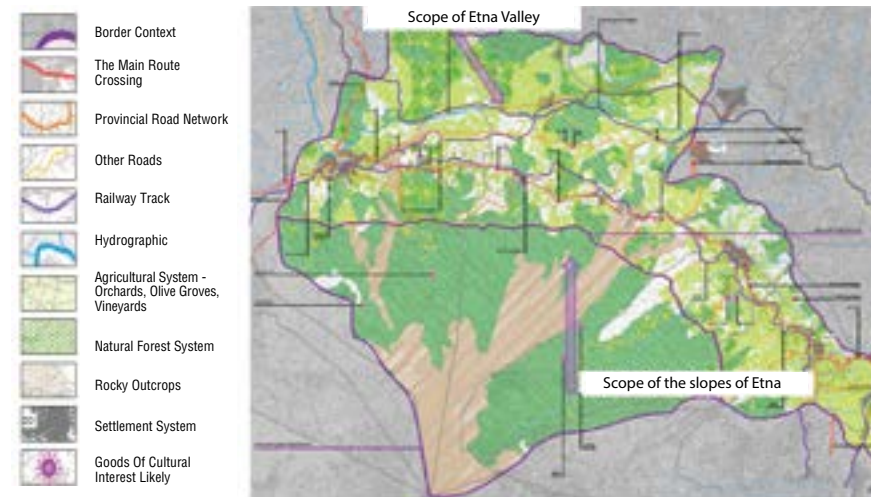 Scope of Etna Valley
Border Context
The Main Route
Crossing
Provincial Road Network
Other Roads
Railway Track
Hydrographic
Agricultural System -
Orchards, Olive Groves,
Vineyards
Natural Forest System
Rocky Outcrops
Settlement System
Goods Of Cultural
Interest Likely
Scope of the slopes of Etna